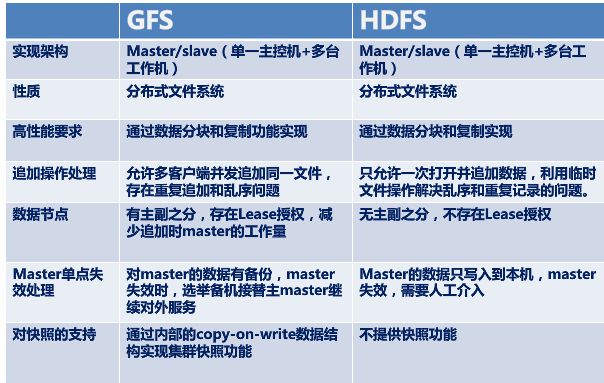 GFS
HDFS
实现架构
Master/slave（单一主控机+多台
工作机）
Master/slave（单一主控机+多台工
作机）
性质
分布式文件系统
分布式文件系统
高性能要求
通过数据分块和复制功能实现
通过数据分块和复制实现
追加操作处理
允许多客户端并发追加同一文件，
存在重复追加和乱序问题
只允许一次打开并追加数据，利用临时
文件操作解决乱序和重复记录的问题。
数据节点
有主副之分，存在Lease授权，减
少追加时master的工作量
无主副之分，不存在Lease授权
Master单点失
效处理
对master的数据有备份，master
失效时，选举备机接替主master继
续对外服务
Master的数据只写入到本机，master
失效，需要人工介入
对快照的支持
通过内部的copy-on-write数据结
构实现集群快照功能
不提供快照功能